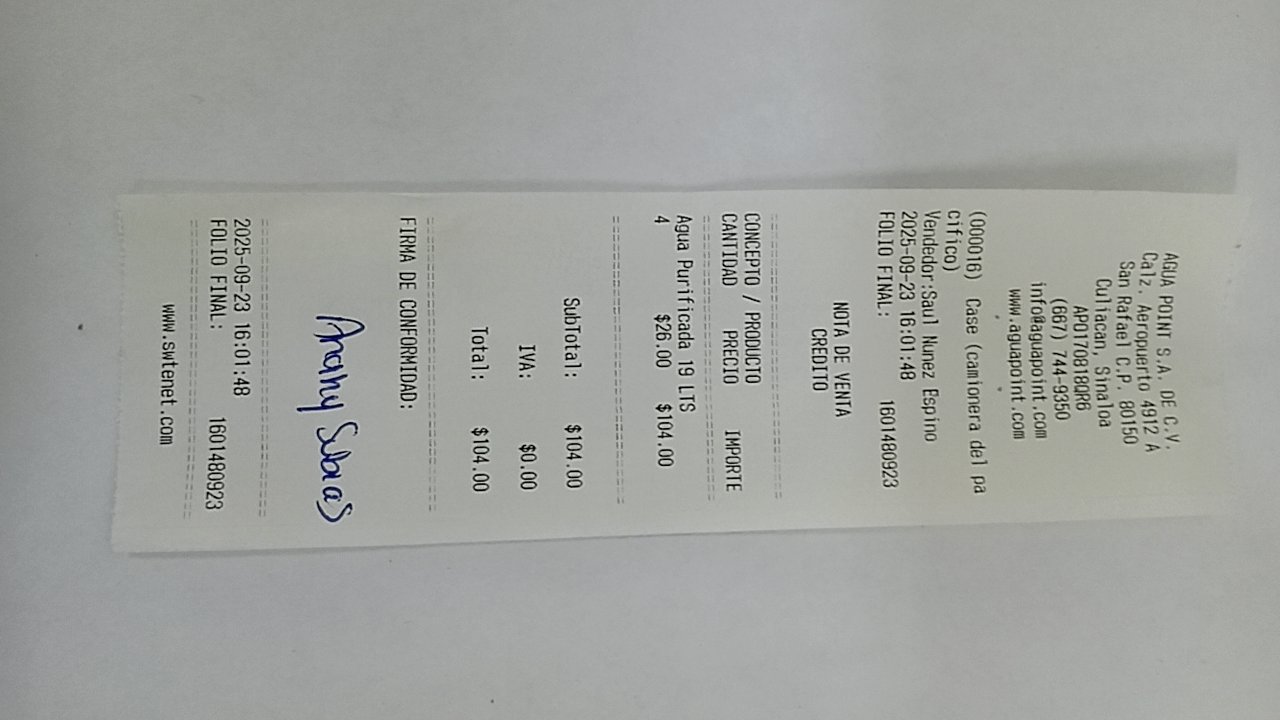 AGUA POINT S.A. DE C.V.
Calz. Aeropuerto 4912 A
San Rafael C.P. 80150
Culiacan, Sinaloa
APO170818QR6
(667) 744-9350
info@aguapoint.com
www.aguapoint.com
(000016) Case (camionera del pa
cifico)
Vendedor:Saul Nunez Espino
2025-09-23 16:01:48
FOLIO FINAL: 1601480923
NOTA DE VENTA
CREDITO
CONCEPTO / PRODUCTO
CANTIDAD PRECIO IMPORTE
Agua Purificada 19 LTS
4 $26.00 $104.00
SubTotal: $104.00
IVA: $0.00
Total: $104.00
FIRMA DE CONFORMIDAD:
Anahy Subias
2025-09-23 16:01:48
FOLIO FINAL: 1601480923
www.swtenet.com